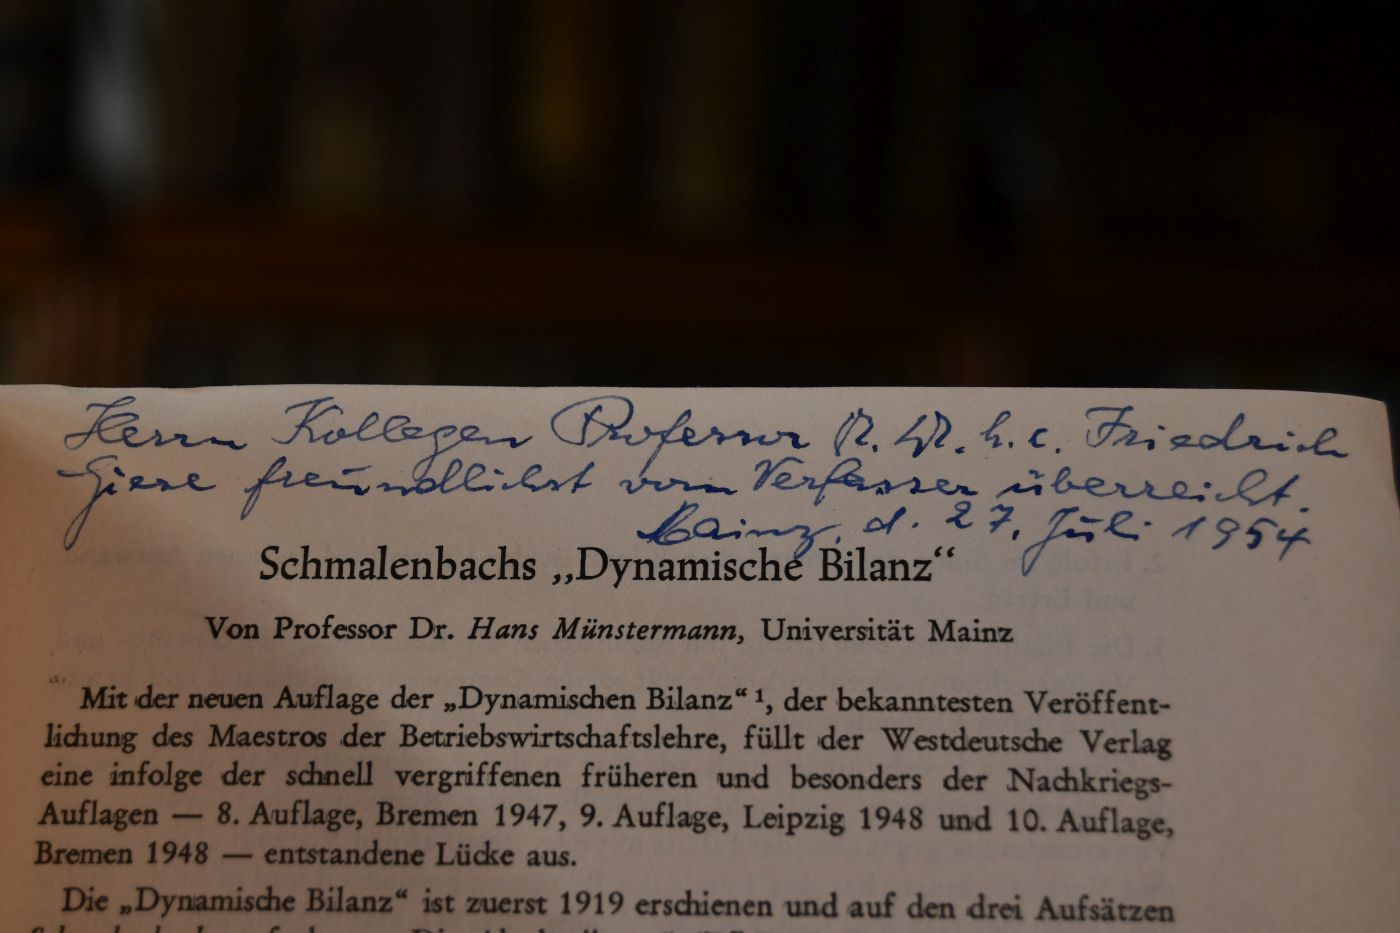 Herrn Kollegen Professor Dr. Dr. h. c. Friedrich
Giese freundlichst vom Verfasser überreicht.
Mainz, d. 27. Juli 1954
Schmalenbachs „Dynamische Bilanz“
Von Professor Dr. Hans Münstermann, Universität Mainz
Mit der neuen Auflage der „Dynamischen Bilanz“ ¹, der bekanntesten Veröffent-
lichung des Maestros der Betriebswirtschaftslehre, füllt der Westdeutsche Verlag
eine infolge der schnell vergriffenen früheren und besonders der Nachkriegs-
Auflagen — 8. Auflage, Bremen 1947, 9. Auflage, Leipzig 1948 und 10. Auflage,
Bremen 1948 — entstandene Lücke aus.
Die „Dynamische Bilanz“ ist zuerst 1919 erschienen und auf den drei Aufsätzen